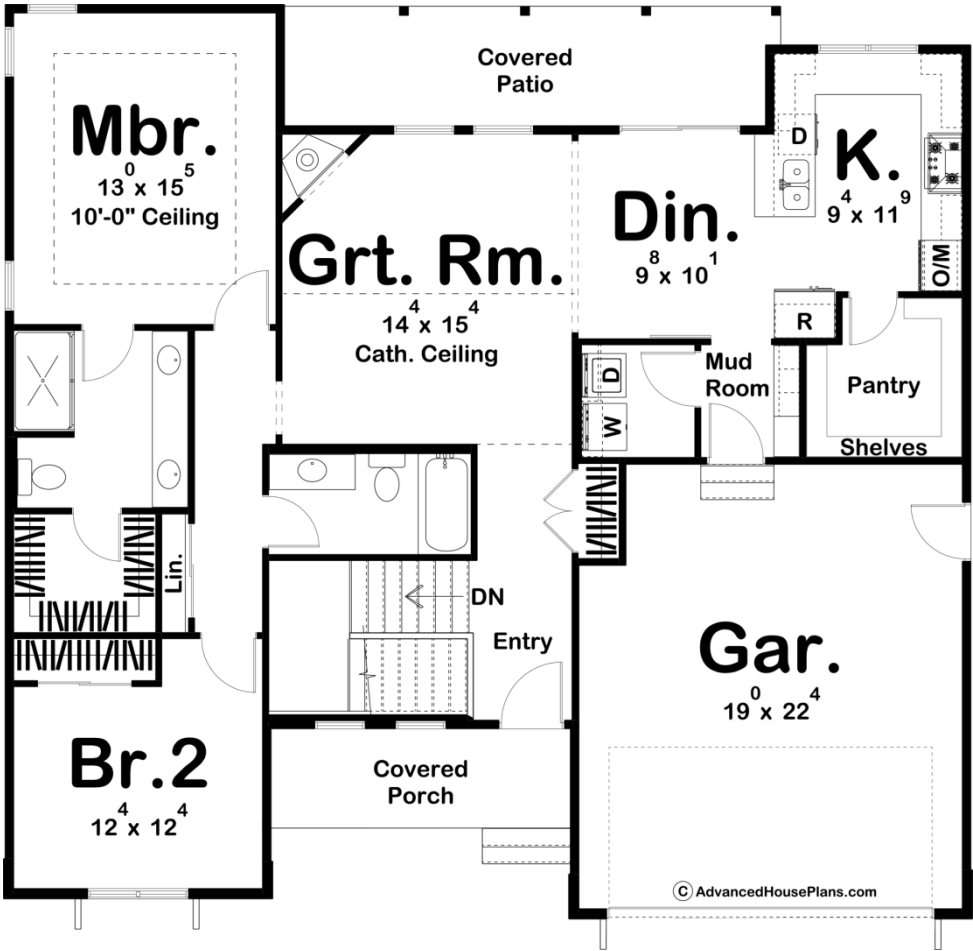 Covered
Patio
Mbr.
13⁰ x 15⁵
10'-0" Ceiling
D
K.
9⁴ x 11⁹
Din.
9⁸ x 10¹
Grt. Rm.
14⁴ x 15⁴
Cath. Ceiling
O/M
R
D
W
Mud
Room
Pantry
Shelves
Lin.
DN
Entry
Gar.
19⁰ x 22⁴
Br.2
12⁴ x 12⁴
Covered
Porch
© AdvancedHousePlans.com